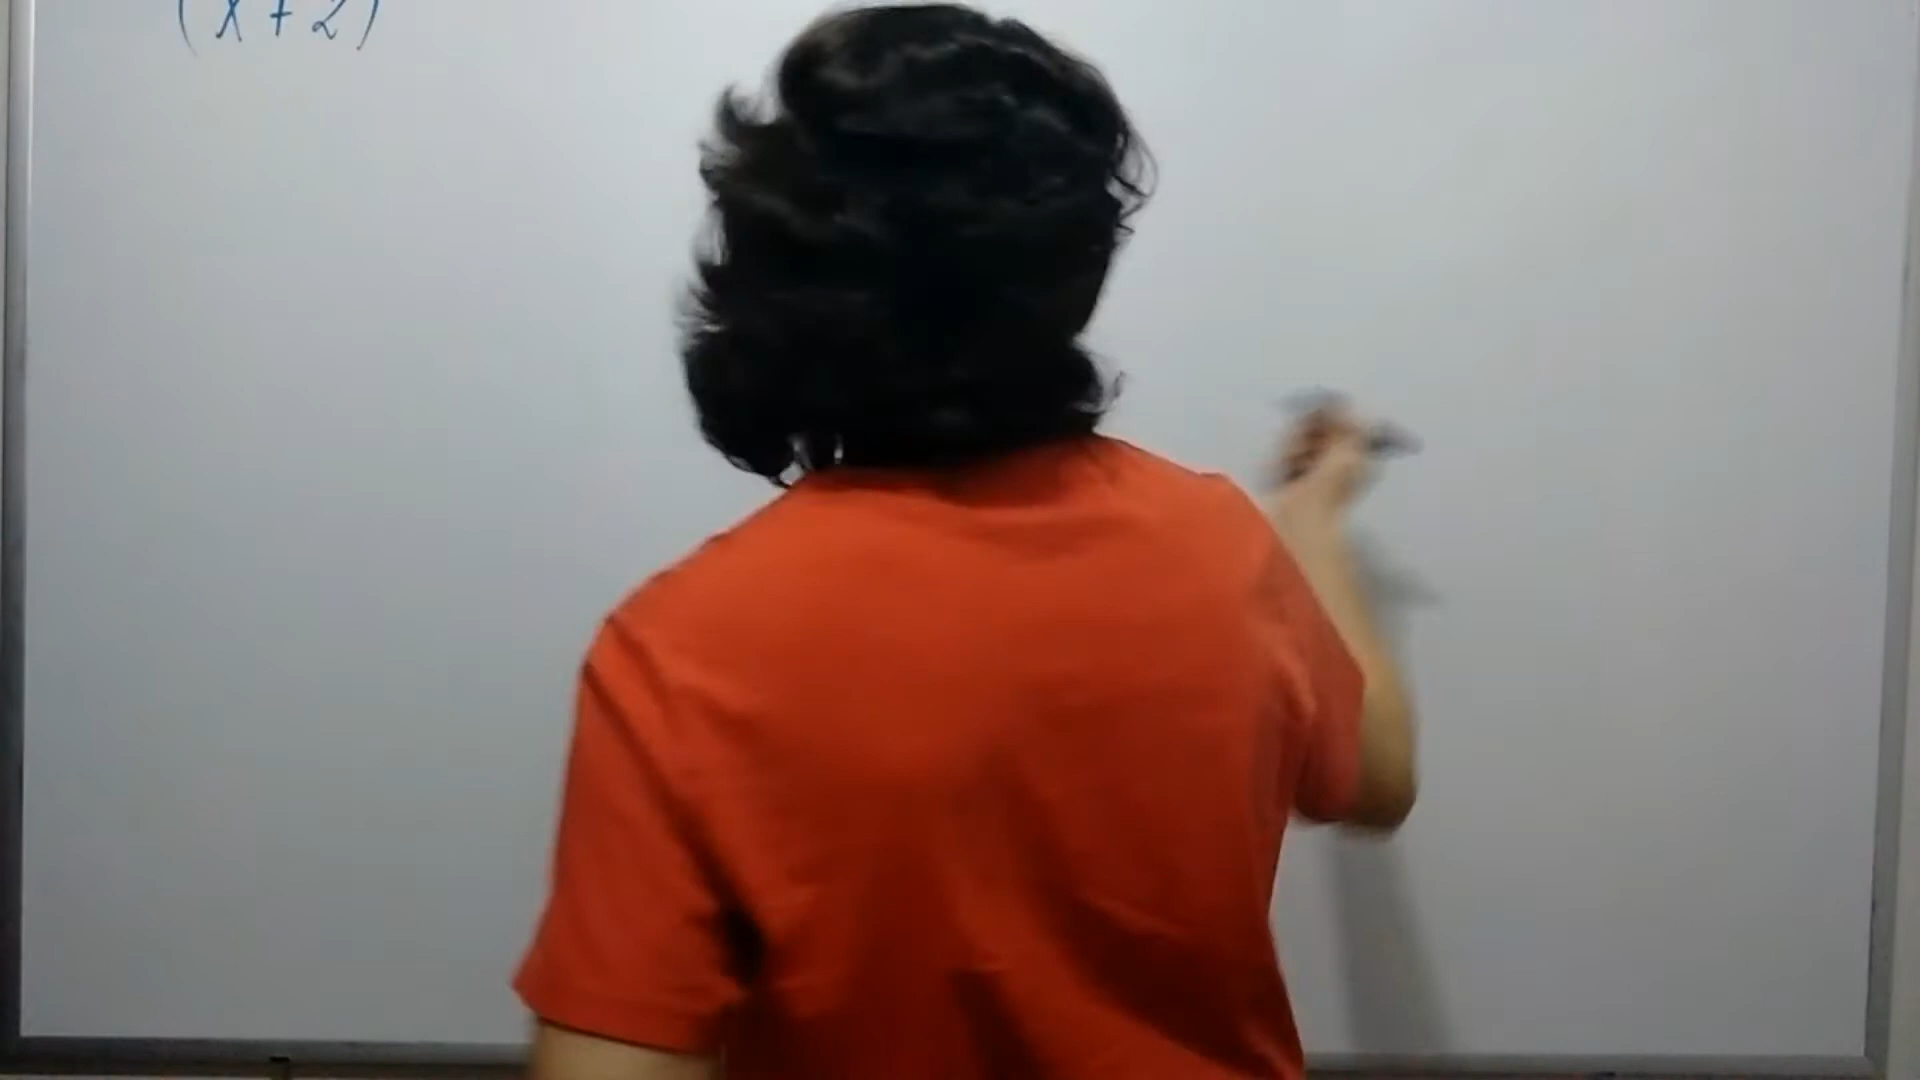 (x + 2)